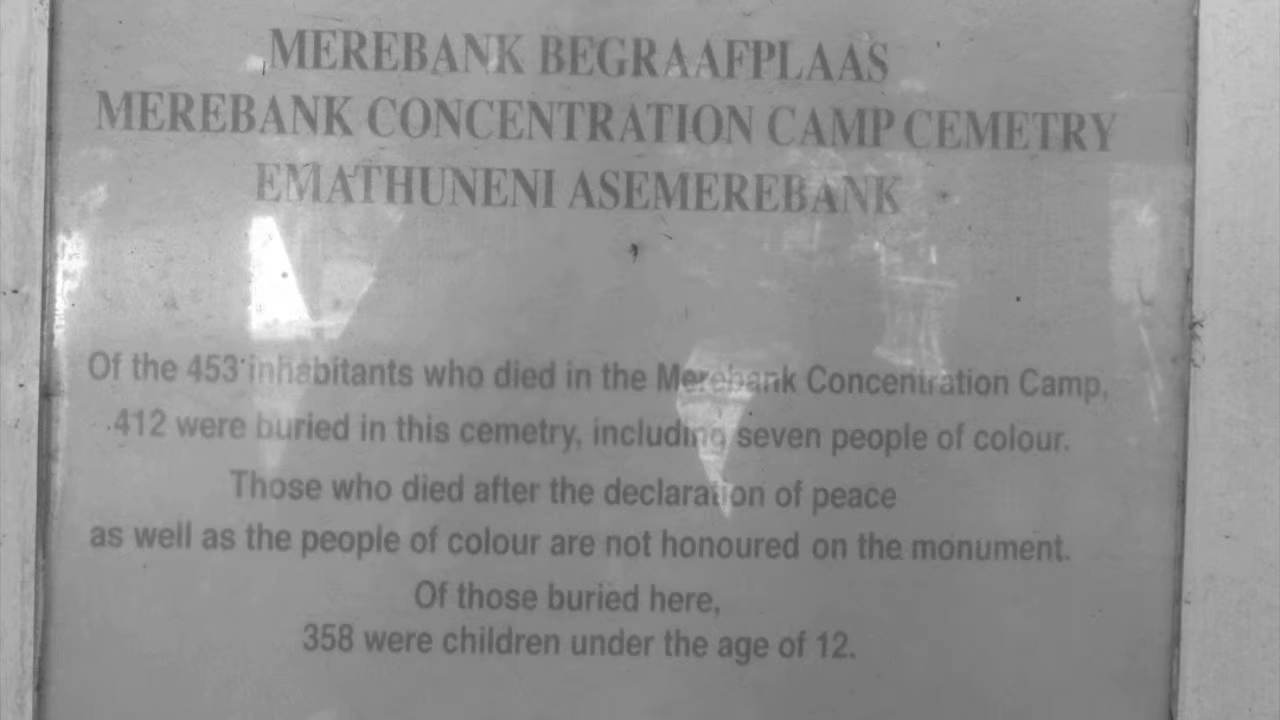 MEREBANK BEGRAAFPLAAS
MEREBANK CONCENTRATION CAMP CEMETRY
EMATHUNENI ASEMEREBANK
Of the 453 inhabitants who died in the Merebank Concentration Camp,
412 were buried in this cemetry, including seven people of colour.
Those who died after the declaration of peace
as well as the people of colour are not honoured on the monument.
Of those buried here,
358 were children under the age of 12.